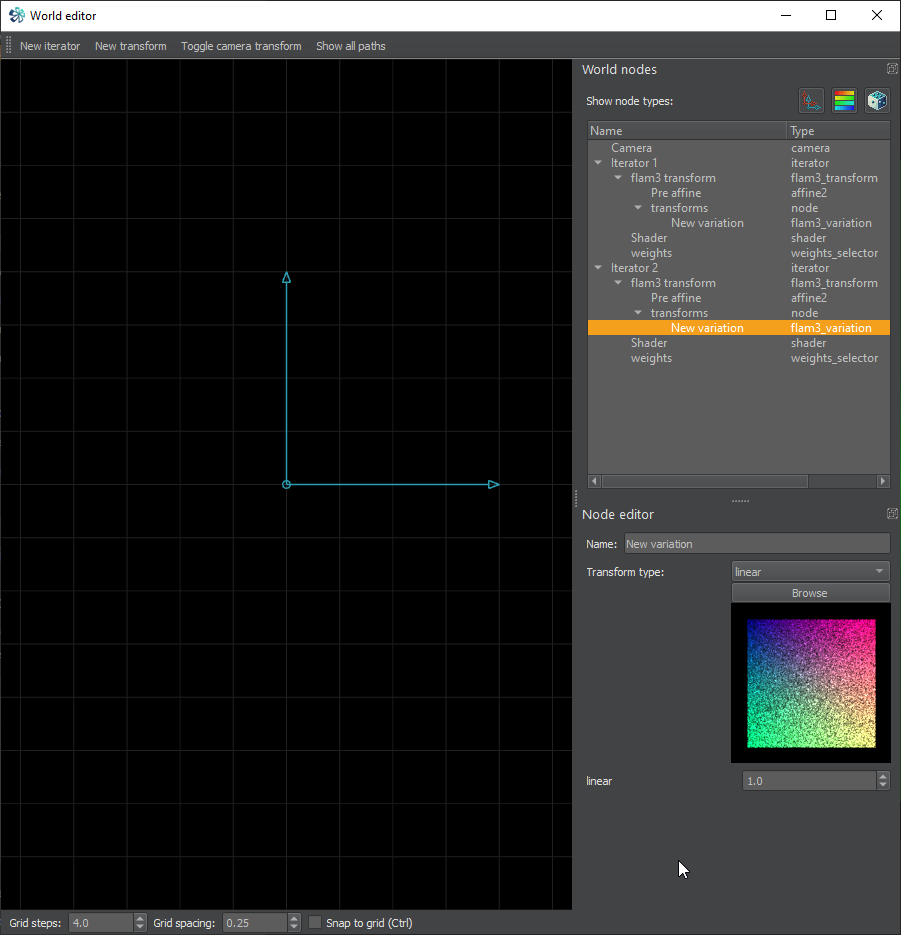 World editor
New iterator New transform Toggle camera transform Show all paths
World nodes
Show node types:
Name Type
Camera camera
Iterator 1 iterator
flam3 transform flam3_transform
Pre affine affine2
transforms node
New variation flam3_variation
Shader shader
weights weights_selector
Iterator 2 iterator
flam3 transform flam3_transform
Pre affine affine2
transforms node
New variation flam3_variation
Shader shader
weights weights_selector
Node editor
Name: New variation
Transform type: linear
Browse
linear 1.0
Grid steps: 4.0 Grid spacing: 0.25 Snap to grid (Ctrl)